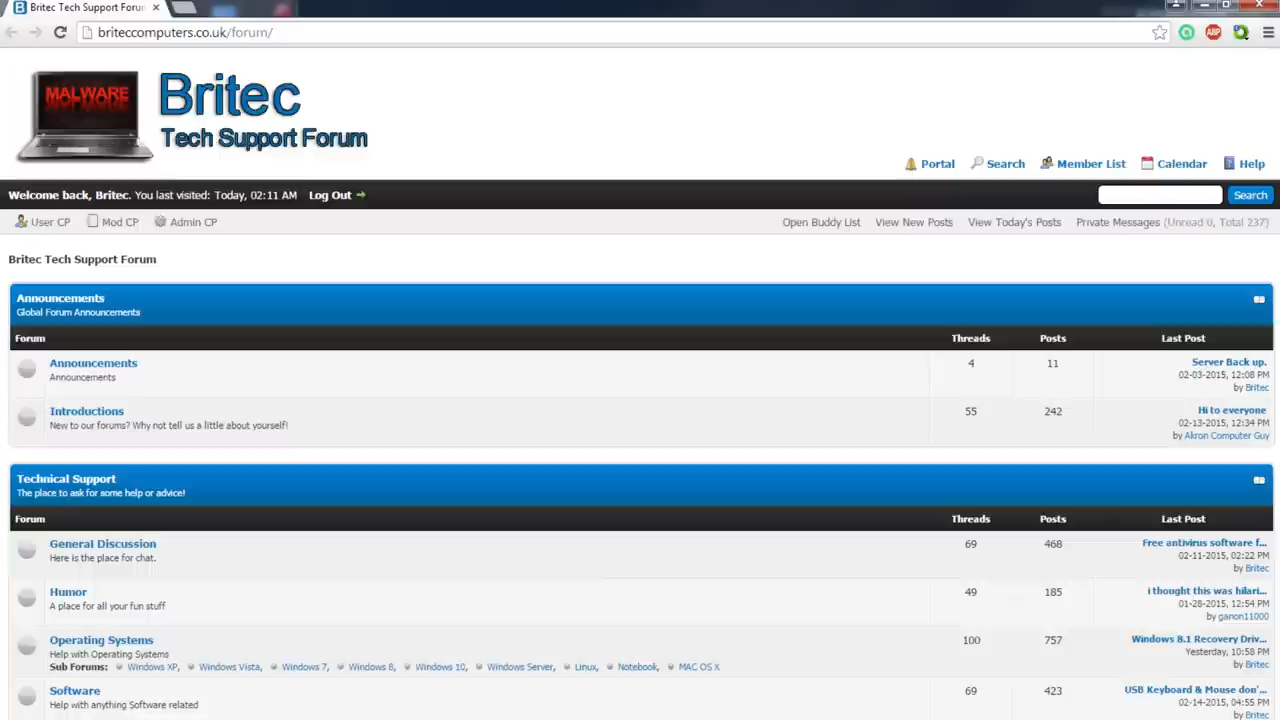 Britec Tech Support Forum
briteccomputers.co.uk/forum/
MALWARE
Britec
Tech Support Forum
Portal Search Member List Calendar Help
Welcome back, Britec. You last visited: Today, 02:11 AM Log Out
Search
User CP Mod CP Admin CP Open Buddy List View New Posts View Today's Posts Private Messages (Unread 0, Total 237)
Britec Tech Support Forum
Announcements
Global Forum Announcements
Forum Threads Posts Last Post
Announcements 4 11 Server Back up.
Announcements 02-03-2015, 12:08 PM
by Britec
Introductions 55 242 Hi to everyone
New to our forums? Why not tell us a little about yourself! 02-13-2015, 12:34 PM
by Akron Computer Guy
Technical Support
The place to ask for some help or advice!
Forum Threads Posts Last Post
General Discussion 69 468 Free antivirus software f...
Here is the place for chat. 02-11-2015, 02:22 PM
by Britec
Humor 49 185 i thought this was hilari...
A place for all your fun stuff 01-28-2015, 12:54 PM
by ganon11000
Operating Systems 100 757 Windows 8.1 Recovery Driv...
Help with Operating Systems Yesterday, 10:58 PM
Sub Forums: Windows XP, Windows Vista, Windows 7, Windows 8, Windows 10, Windows Server, Linux, Notebook, MAC OS X by Britec
Software 69 423 USB Keyboard & Mouse don'...
Help with anything Software related 02-14-2015, 04:55 PM
by Britec